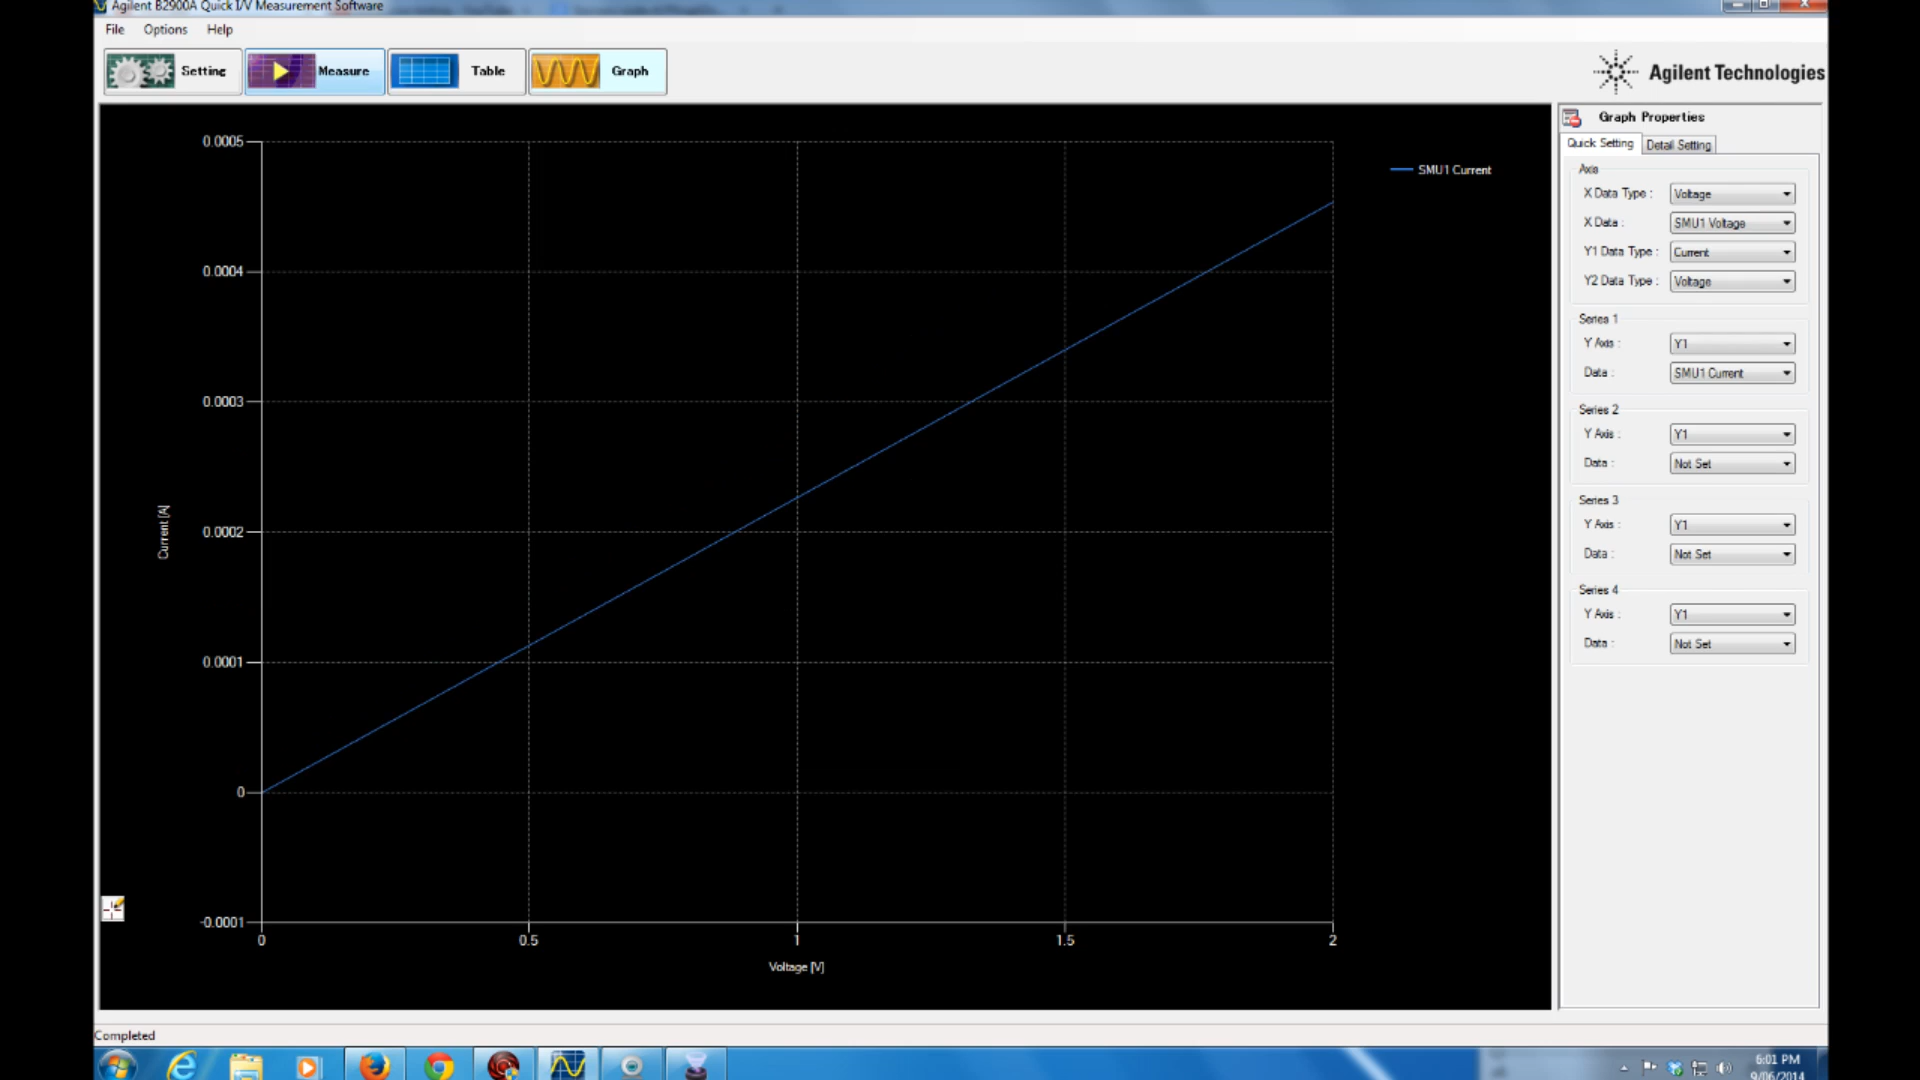 Agilent B2900A Quick I/V Measurement Software
File Options Help
Setting Measure Table Graph
Agilent Technologies
0.0005
0.0004
0.0003
0.0002
0.0001
0
-0.0001
Current [A]
0 0.5 1 1.5 2
Voltage [V]
SMU1 Current
Graph Properties
Quick Setting Detail Setting
Axis
X Data Type : Voltage
X Data : SMU1 Voltage
Y1 Data Type : Current
Y2 Data Type : Voltage
Series 1
Y Axis : Y1
Data : SMU1 Current
Series 2
Y Axis : Y1
Data : Not Set
Series 3
Y Axis : Y1
Data : Not Set
Series 4
Y Axis : Y1
Data : Not Set
Completed
6:01 PM
9/06/2014